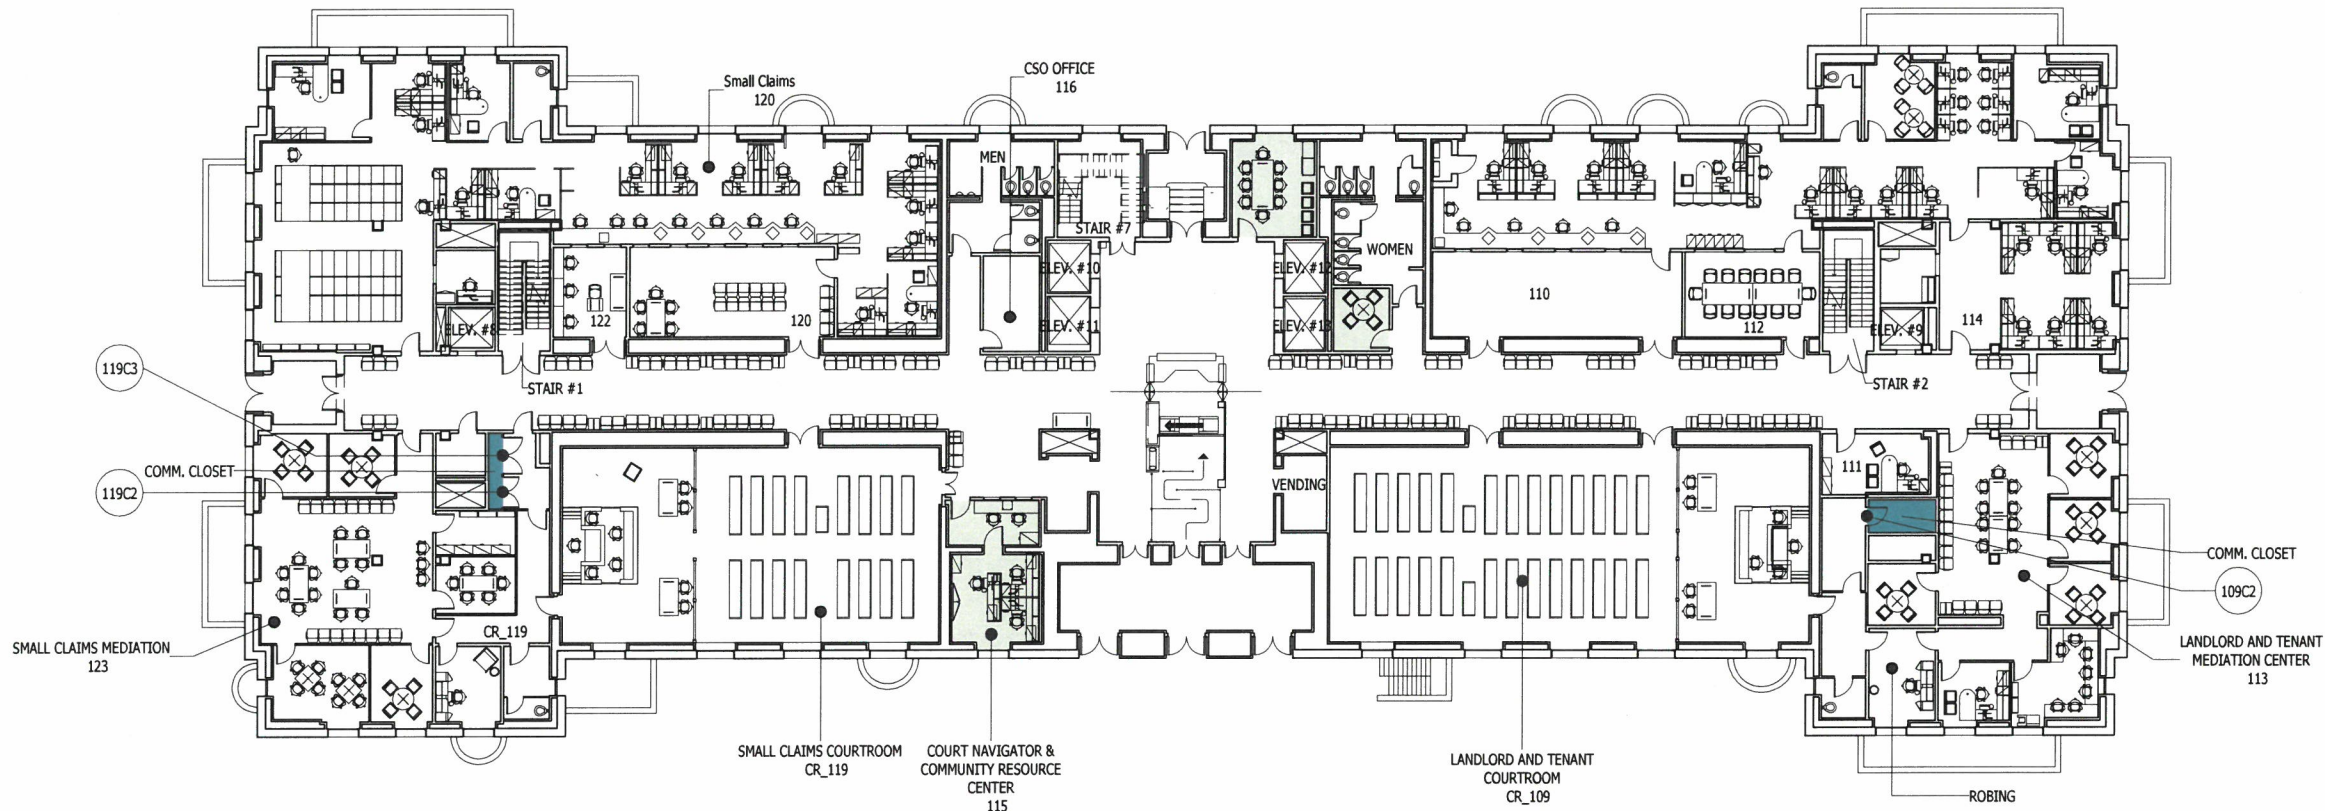 Small Claims
120
CSO OFFICE
116
MEN
STAIR #7
WOMEN
ELEV. #10
ELEV. #12
ELEV. #11
ELEV. #13
ELEV. #8
122
120
110
112
ELEV. #9
114
STAIR #1
STAIR #2
119C3
COMM. CLOSET
119C2
VENDING
111
COMM. CLOSET
109C2
CR_119
SMALL CLAIMS MEDIATION
123
LANDLORD AND TENANT
MEDIATION CENTER
113
SMALL CLAIMS COURTROOM
CR_119
COURT NAVIGATOR &
COMMUNITY RESOURCE
CENTER
115
LANDLORD AND TENANT
COURTROOM
CR_109
ROBING